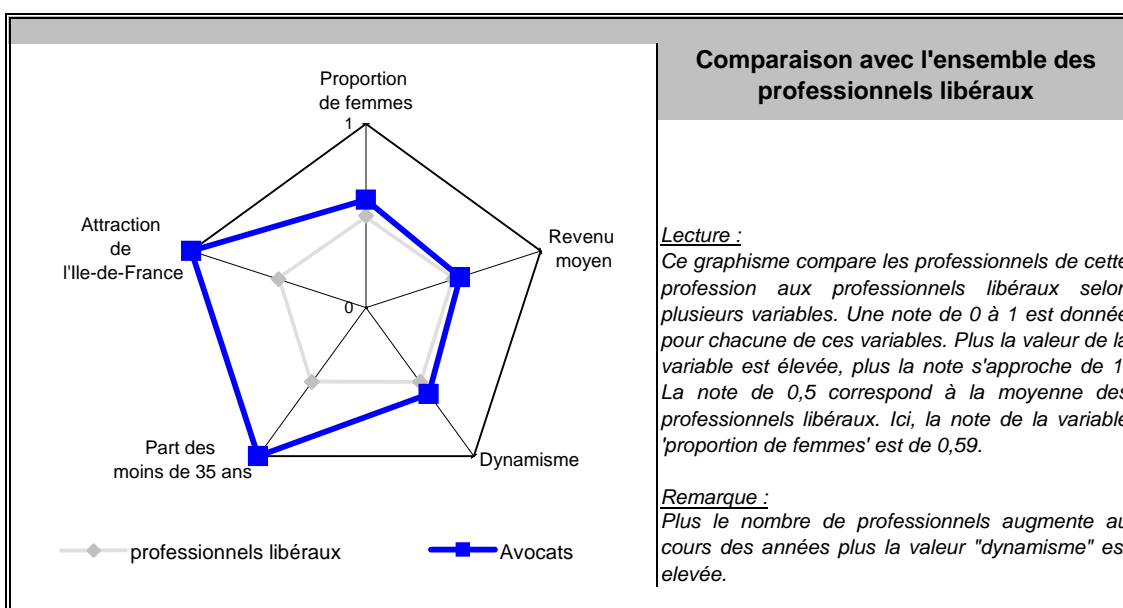 Comparaison avec l'ensemble des
professionnels libéraux
Proportion
de femmes
1
Attraction
de
l'Ile-de-France
Revenu
moyen
0
Part des
moins de 35 ans
Dynamisme
professionnels libéraux
Avocats
Lecture :
Ce graphisme compare les professionnels de cette
profession aux professionnels libéraux selon
plusieurs variables. Une note de 0 à 1 est donnée
pour chacune de ces variables. Plus la valeur de la
variable est élevée, plus la note s'approche de 1
La note de 0,5 correspond à la moyenne des
professionnels libéraux. Ici, la note de la variable
'proportion de femmes' est de 0,59.
Remarque :
Plus le nombre de professionnels augmente au
cours des années plus la valeur "dynamisme" es
elevée.